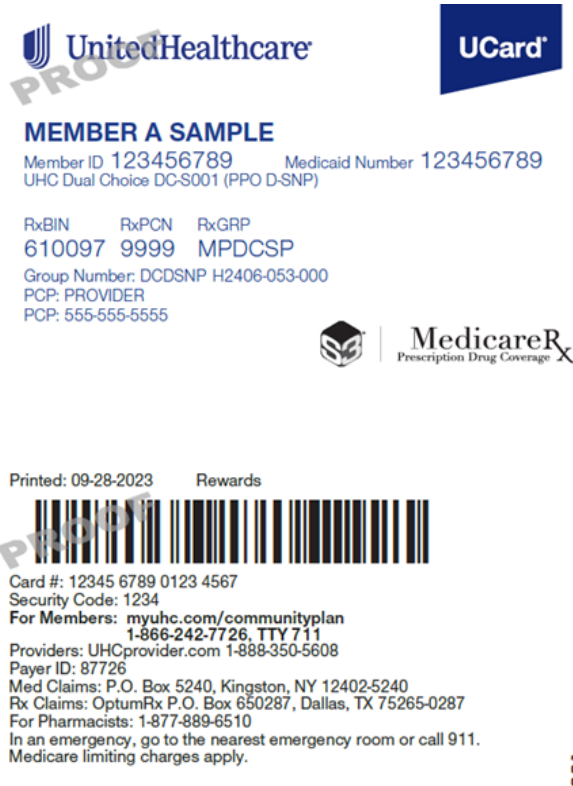 UnitedHealthcare®
UCard®
PROOF
MEMBER A SAMPLE
Member ID 123456789 Medicaid Number 123456789
UHC Dual Choice DC-S001 (PPO D-SNP)
RxBIN RxPCN RxGRP
610097 9999 MPDCSP
Group Number: DCDSNP H2406-053-000
PCP: PROVIDER
PCP: 555-555-5555
S3
MedicareRx
Prescription Drug Coverage
Printed: 09-28-2023 Rewards
PROOF
Card #: 12345 6789 0123 4567
Security Code: 1234
For Members: myuhc.com/communityplan
1-866-242-7726, TTY 711
Providers: UHCprovider.com 1-888-350-5608
Payer ID: 87726
Med Claims: P.O. Box 5240, Kingston, NY 12402-5240
Rx Claims: OptumRx P.O. Box 650287, Dallas, TX 75265-0287
For Pharmacists: 1-877-889-6510
In an emergency, go to the nearest emergency room or call 911.
Medicare limiting charges apply.